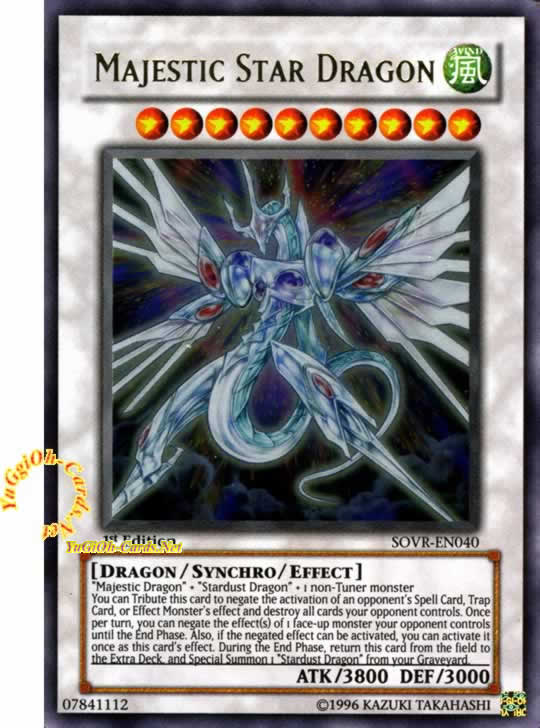 MAJESTIC STAR DRAGON
WIND
風
YuGgiOh-Cards.Net
YuGiOh-Cards.Net
1st Edition
SOVR-EN040
[DRAGON/SYNCHRO/EFFECT]
"Majestic Dragon" + "Stardust Dragon" + 1 non-Tuner monster
You can Tribute this card to negate the activation of an opponent's Spell Card, Trap
Card, or Effect Monster's effect and destroy all cards your opponent controls. Once
per turn, you can negate the effect(s) of 1 face-up monster your opponent controls
until the End Phase. Also, if the negated effect can be activated, you can activate it
once as this card's effect. During the End Phase, return this card from the field to
the Extra Deck, and Special Summon 1 "Stardust Dragon" from your Graveyard.
ATK/3800 DEF/3000
07841112
©1996 KAZUKI TAKAHASHI